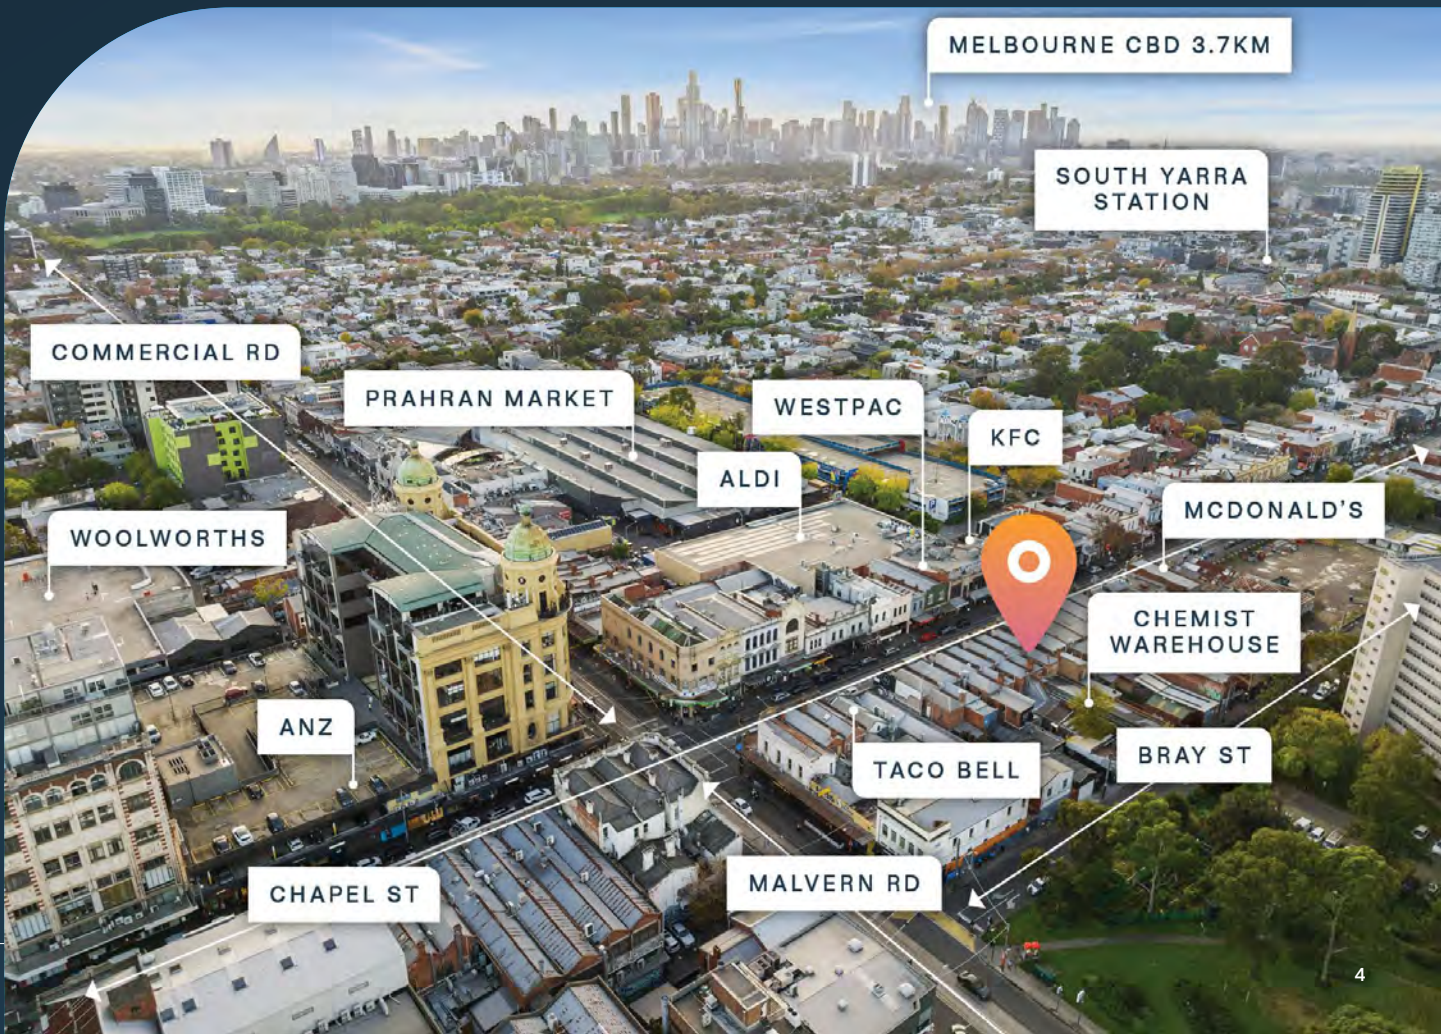 MELBOURNE CBD 3.7KM
SOUTH YARRA
STATION
COMMERCIAL RD
PRAHRAN MARKET
WESTPAC
KFC
ALDI
MCDONALD'S
WOOLWORTHS
CHEMIST
WAREHOUSE
ANZ
TACO BELL
BRAY ST
CHAPEL ST
MALVERN RD
4